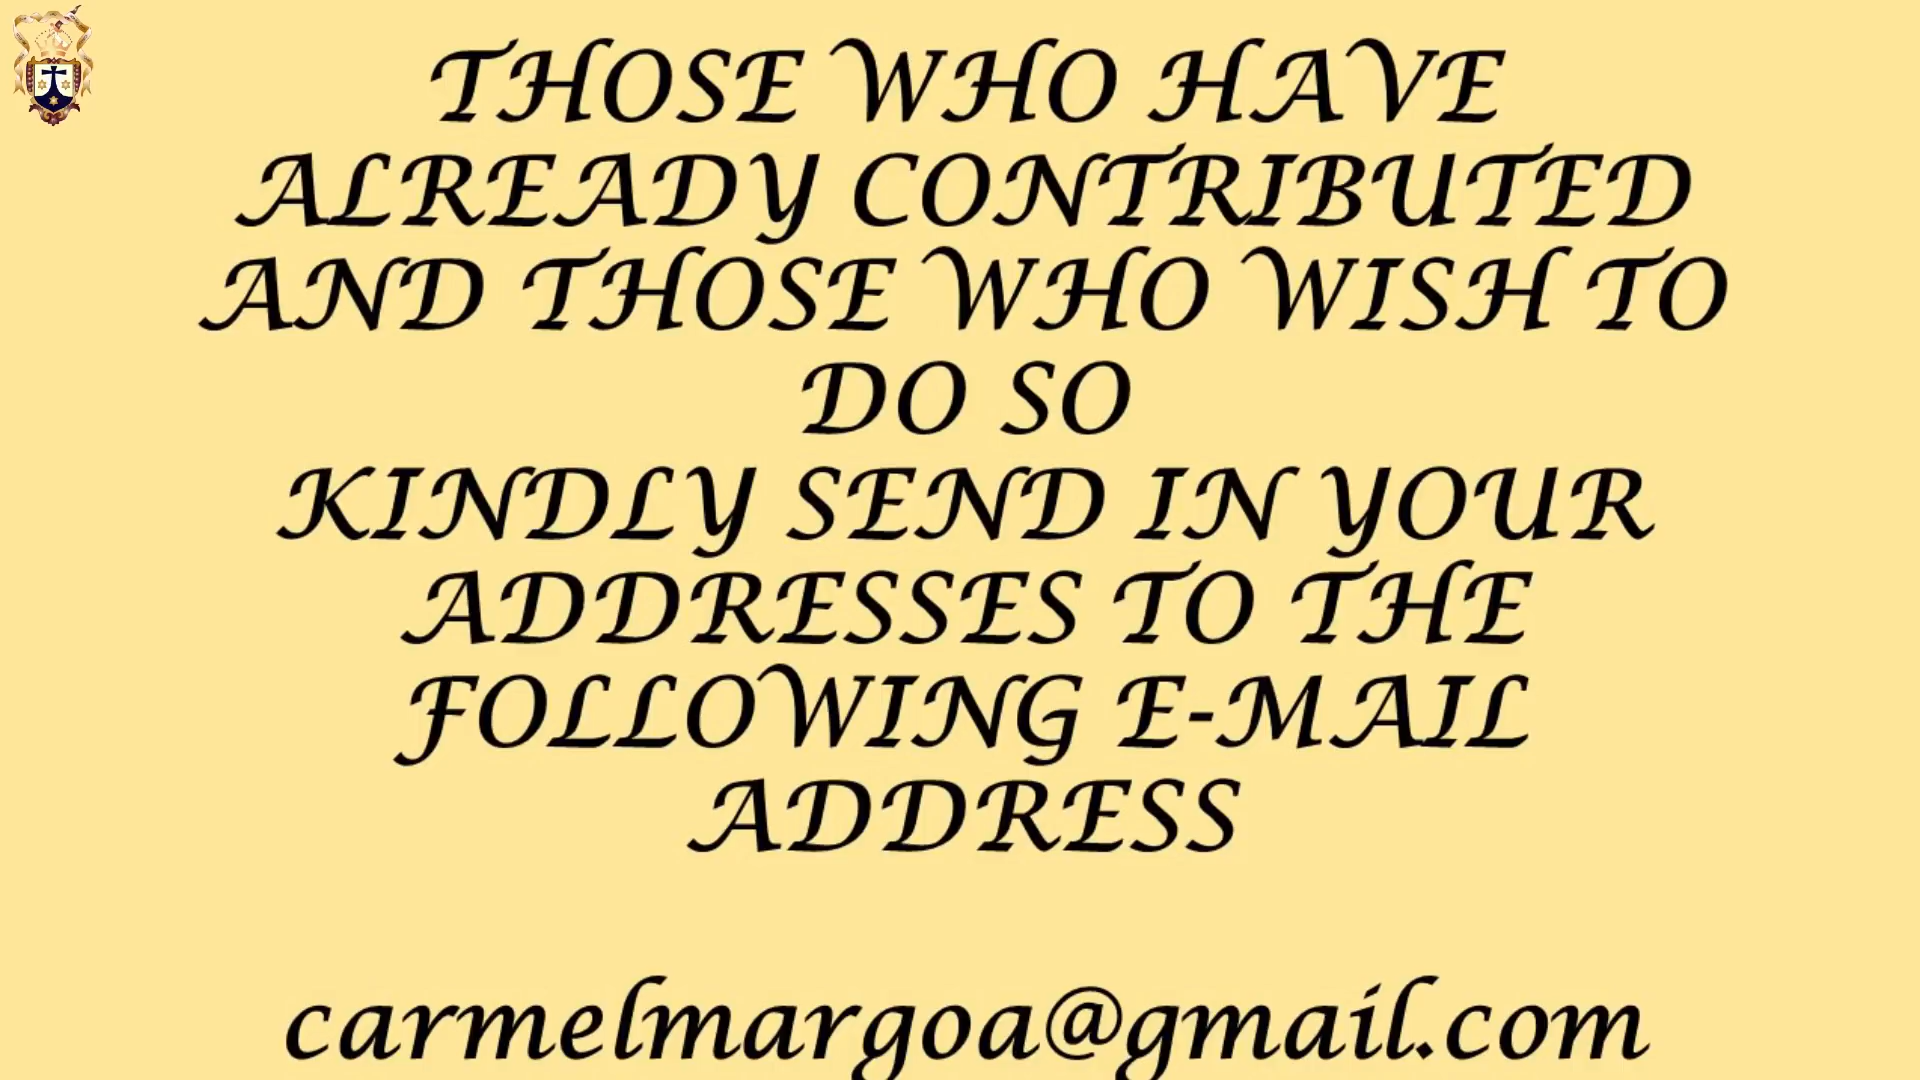 THOSE WHO HAVE
ALREADY CONTRIBUTED
AND THOSE WHO WISH TO
DO SO
KINDLY SEND IN YOUR
ADDRESSES TO THE
FOLLOWING E-MAIL
ADDRESS
carmelmargoa@gmail.com